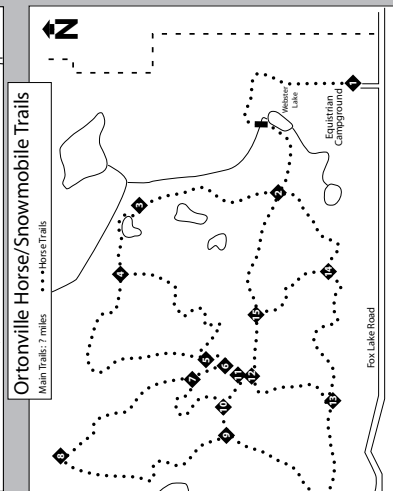 N
Ortonville Horse/Snowmobile Trails
Main Trails: ? miles
Horse Trails
Webster
Lake
1
Equestrian
Campground
2
3
4
14
15
5
6
7
11
12
10
13
9
8
Fox Lake Road